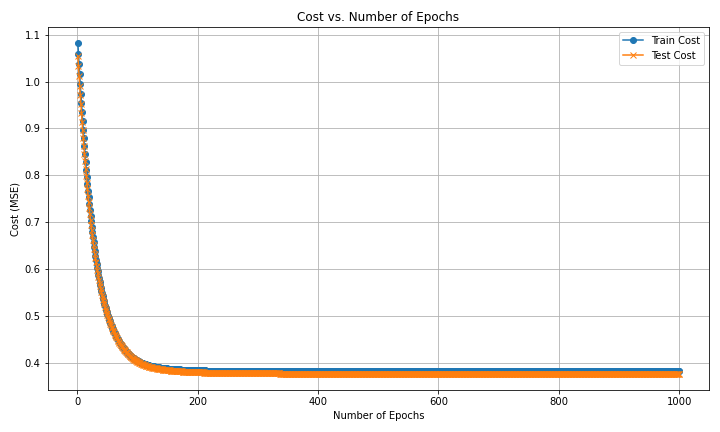 Cost vs. Number of Epochs
Train Cost
Test Cost
1.1
1.0
0.9
0.8
0.7
0.6
0.5
0.4
Cost (MSE)
0
200
400
600
800
1000
Number of Epochs